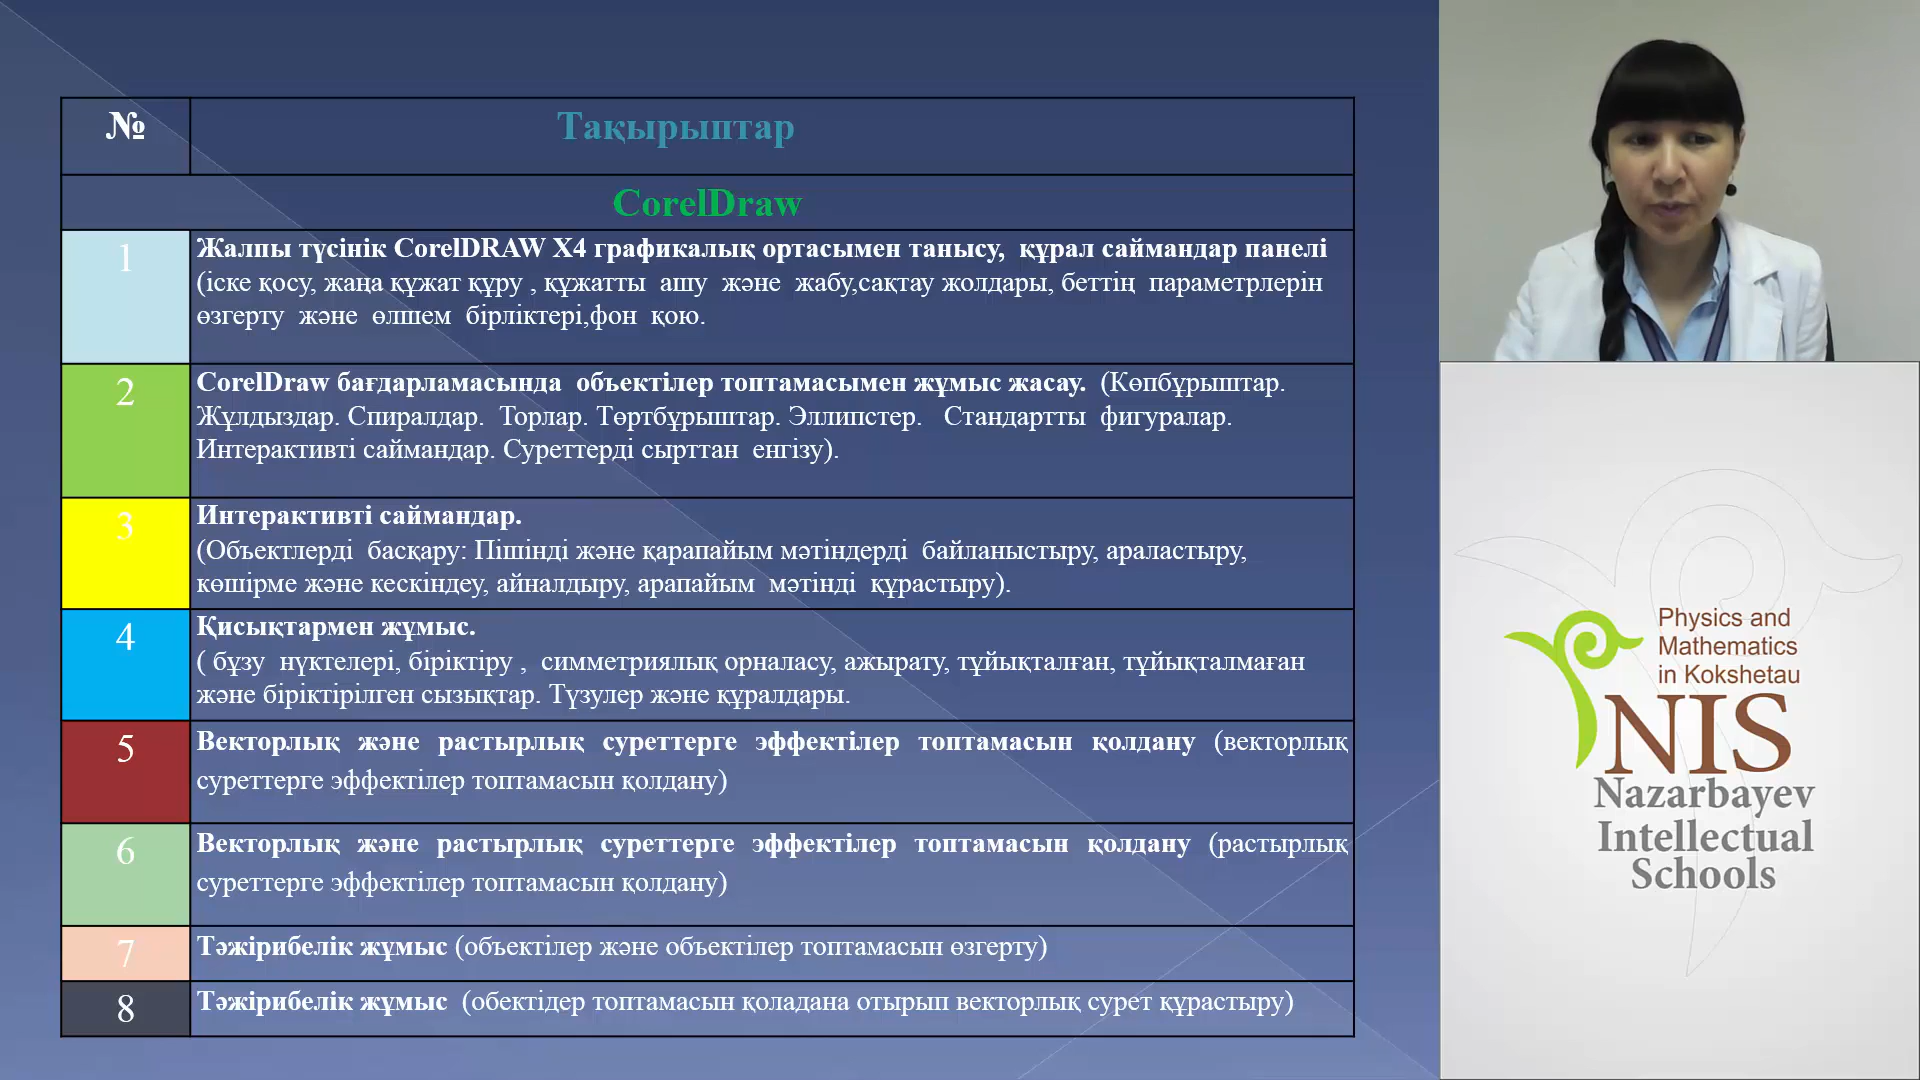 № Тақырыптар
CorelDraw
1 Жалпы түсінік CorelDRAW X4 графикалық ортасымен танысу, құрал саймандар панелі
(іске қосу, жаңа құжат құру , құжатты ашу және жабу,сақтау жолдары, беттің параметрлерін
өзгерту және өлшем бірліктері,фон қою.
2 CorelDraw бағдарламасында объектілер топтамасымен жұмыс жасау. (Көпбұрыштар.
Жұлдыздар. Спиралдар. Торлар. Төртбұрыштар. Эллипстер. Стандартты фигуралар.
Интерактивті саймандар. Суреттерді сырттан енгізу).
3 Интерактивті саймандар.
(Объектлерді басқару: Пішінді және қарапайым мәтіндерді байланыстыру, араластыру,
көшірме және кескіндеу, айналдыру, арапайым мәтінді құрастыру).
4 Қисықтармен жұмыс.
( бұзу нүктелері, біріктіру , симметриялық орналасу, ажырату, тұйықталған, тұйықталмаған
және біріктірілген сызықтар. Түзулер және құралдары.
5 Векторлық және растырлық суреттерге эффектілер топтамасын қолдану (векторлық
суреттерге эффектілер топтамасын қолдану)
6 Векторлық және растырлық суреттерге эффектілер топтамасын қолдану (растырлық
суреттерге эффектілер топтамасын қолдану)
7 Тәжірибелік жұмыс (объектілер және объектілер топтамасын өзгерту)
8 Тәжірибелік жұмыс (обектідер топтамасын қоладана отырып векторлық сурет құрастыру)
Physics and
Mathematics
in Kokshetau
NIS
Nazarbayev
Intellectual
Schools